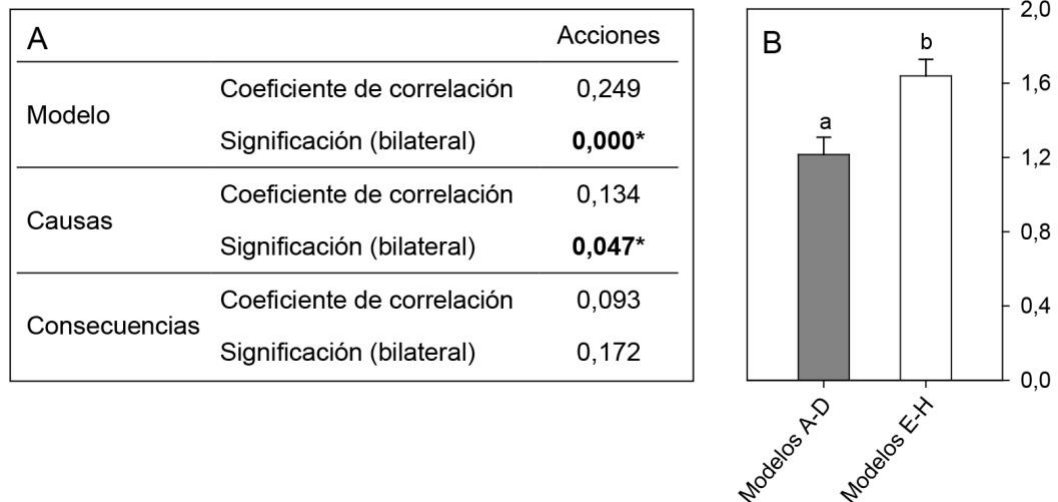 A
Acciones
Modelo
Coeficiente de correlación 0,249
Significación (bilateral) 0,000*
Causas
Coeficiente de correlación 0,134
Significación (bilateral) 0,047*
Consecuencias
Coeficiente de correlación 0,093
Significación (bilateral) 0,172
B
a
b
2,0
1,6
1,2
0,8
0,4
0,0
Modelos A-D
Modelos E-H